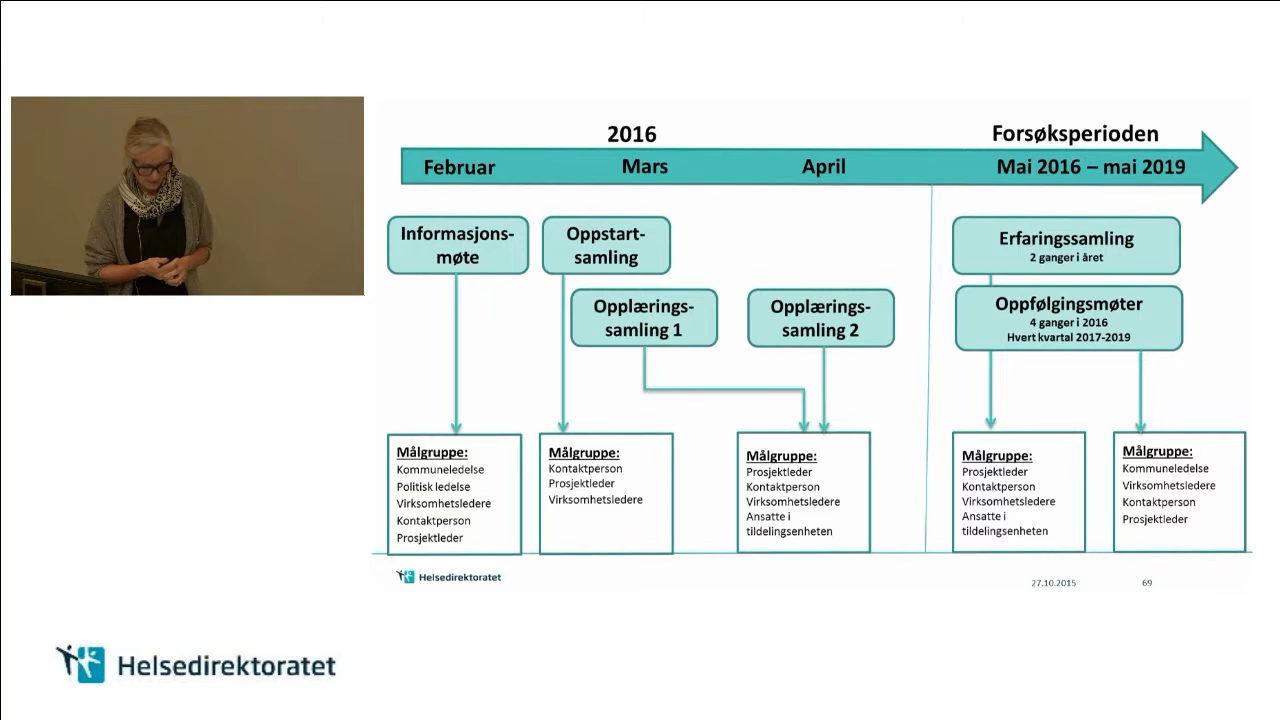 2016
Forsøksperioden
Februar
Mars
April
Mai 2016 – mai 2019
Informasjons-
møte
Oppstart-
samling
Opplærings-
samling 1
Opplærings-
samling 2
Erfaringssamling
2 ganger i året
Oppfølgingsmøter
4 ganger i 2016
Hvert kvartal 2017-2019
Målgruppe:
Kommuneledelse
Politisk ledelse
Virksomhetsledere
Kontaktperson
Prosjektleder
Målgruppe:
Kontaktperson
Prosjektleder
Virksomhetsledere
Målgruppe:
Prosjektleder
Kontaktperson
Virksomhetsledere
Ansatte i
tildelingsenheten
Målgruppe:
Prosjektleder
Kontaktperson
Virksomhetsledere
Ansatte i
tildelingsenheten
Målgruppe:
Kommuneledelse
Virksomhetsledere
Kontaktperson
Prosjektleder
Helsedirektoratet
27.10.2015
69
Helsedirektoratet